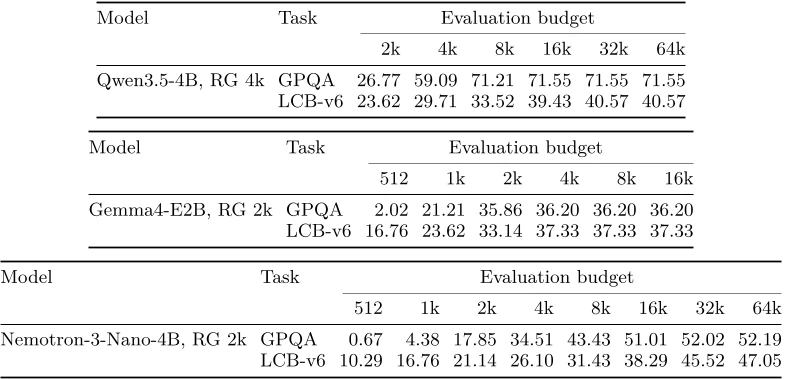 Model Task Evaluation budget
2k 4k 8k 16k 32k 64k
Qwen3.5-4B, RG 4k GPQA 26.77 59.09 71.21 71.55 71.55 71.55
LCB-v6 23.62 29.71 33.52 39.43 40.57 40.57
Model Task Evaluation budget
512 1k 2k 4k 8k 16k
Gemma4-E2B, RG 2k GPQA 2.02 21.21 35.86 36.20 36.20 36.20
LCB-v6 16.76 23.62 33.14 37.33 37.33 37.33
Model Task Evaluation budget
512 1k 2k 4k 8k 16k 32k 64k
Nemotron-3-Nano-4B, RG 2k GPQA 0.67 4.38 17.85 34.51 43.43 51.01 52.02 52.19
LCB-v6 10.29 16.76 21.14 26.10 31.43 38.29 45.52 47.05